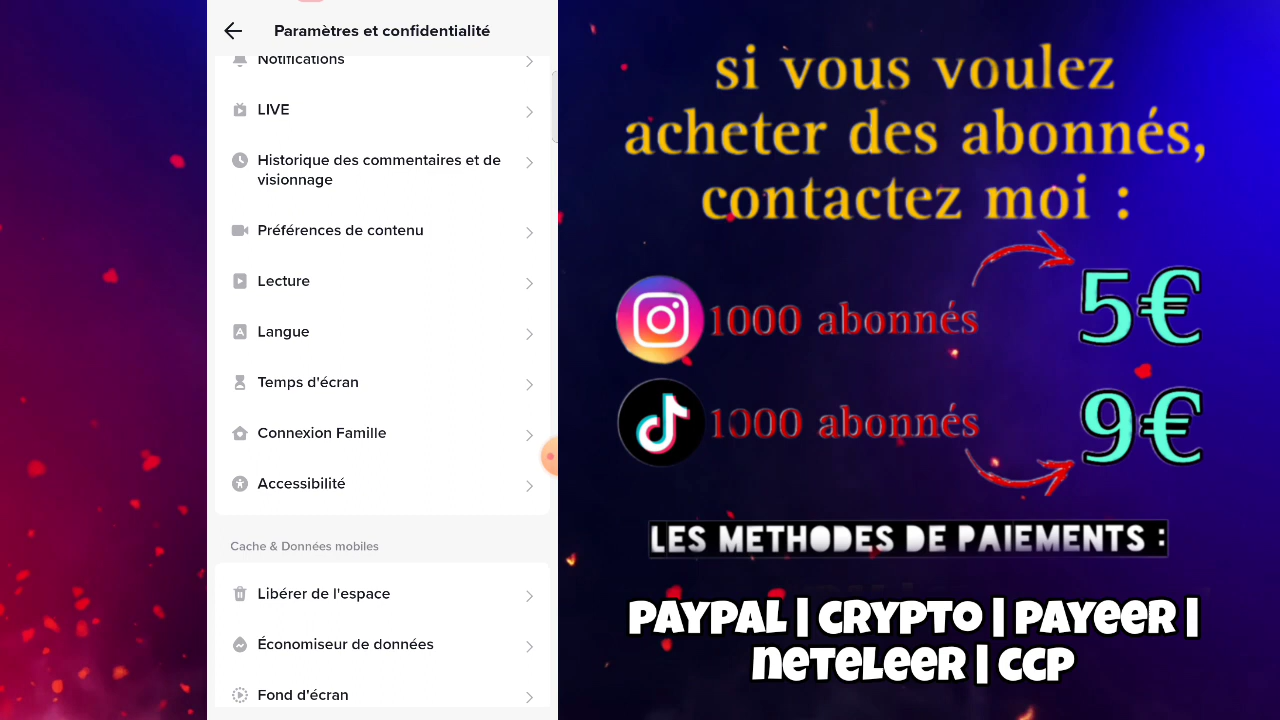 Paramètres et confidentialité
Notifications
LIVE
Historique des commentaires et de
visionnage
Préférences de contenu
Lecture
Langue
Temps d'écran
Connexion Famille
Accessibilité
Cache & Données mobiles
Libérer de l'espace
Économiseur de données
Fond d'écran
si vous voulez
acheter des abonnés,
contactez moi :
1000 abonnés 5€
1000 abonnés 9€
LES METHODES DE PAIEMENTS :
PAYPAL | CRYPTO | PAYEER |
NETELEER | CCP